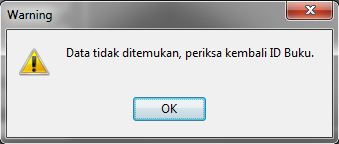 Warning
Data tidak ditemukan, periksa kembali ID Buku.
OK